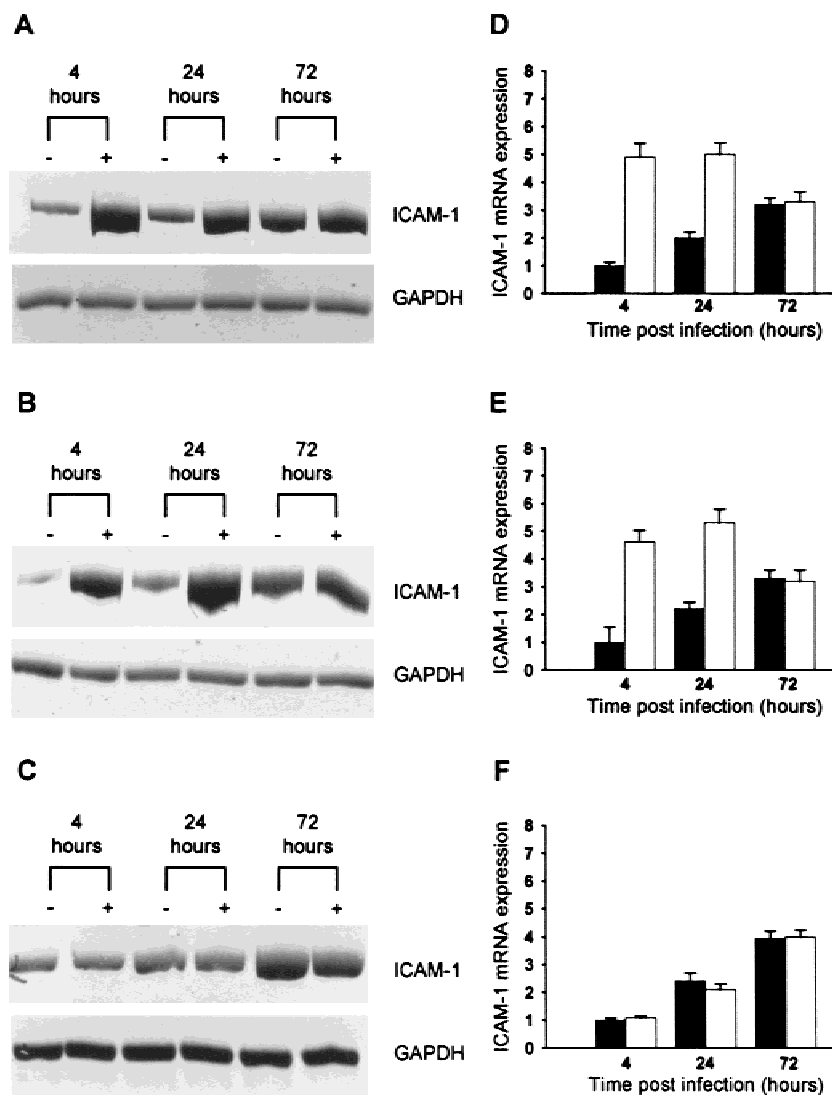 A
4
hours
24
hours
72
hours
- + - + - +
ICAM-1
GAPDH
D
8
7
6
5
4
3
2
1
0
ICAM-1 mRNA expression
4 24 72
Time post infection (hours)
B
4
hours
24
hours
72
hours
- + - + - +
ICAM-1
GAPDH
E
8
7
6
5
4
3
2
1
0
ICAM-1 mRNA expression
4 24 72
Time post infection (hours)
C
4
hours
24
hours
72
hours
- + - + - +
ICAM-1
GAPDH
F
8
7
6
5
4
3
2
1
0
ICAM-1 mRNA expression
4 24 72
Time post infection (hours)